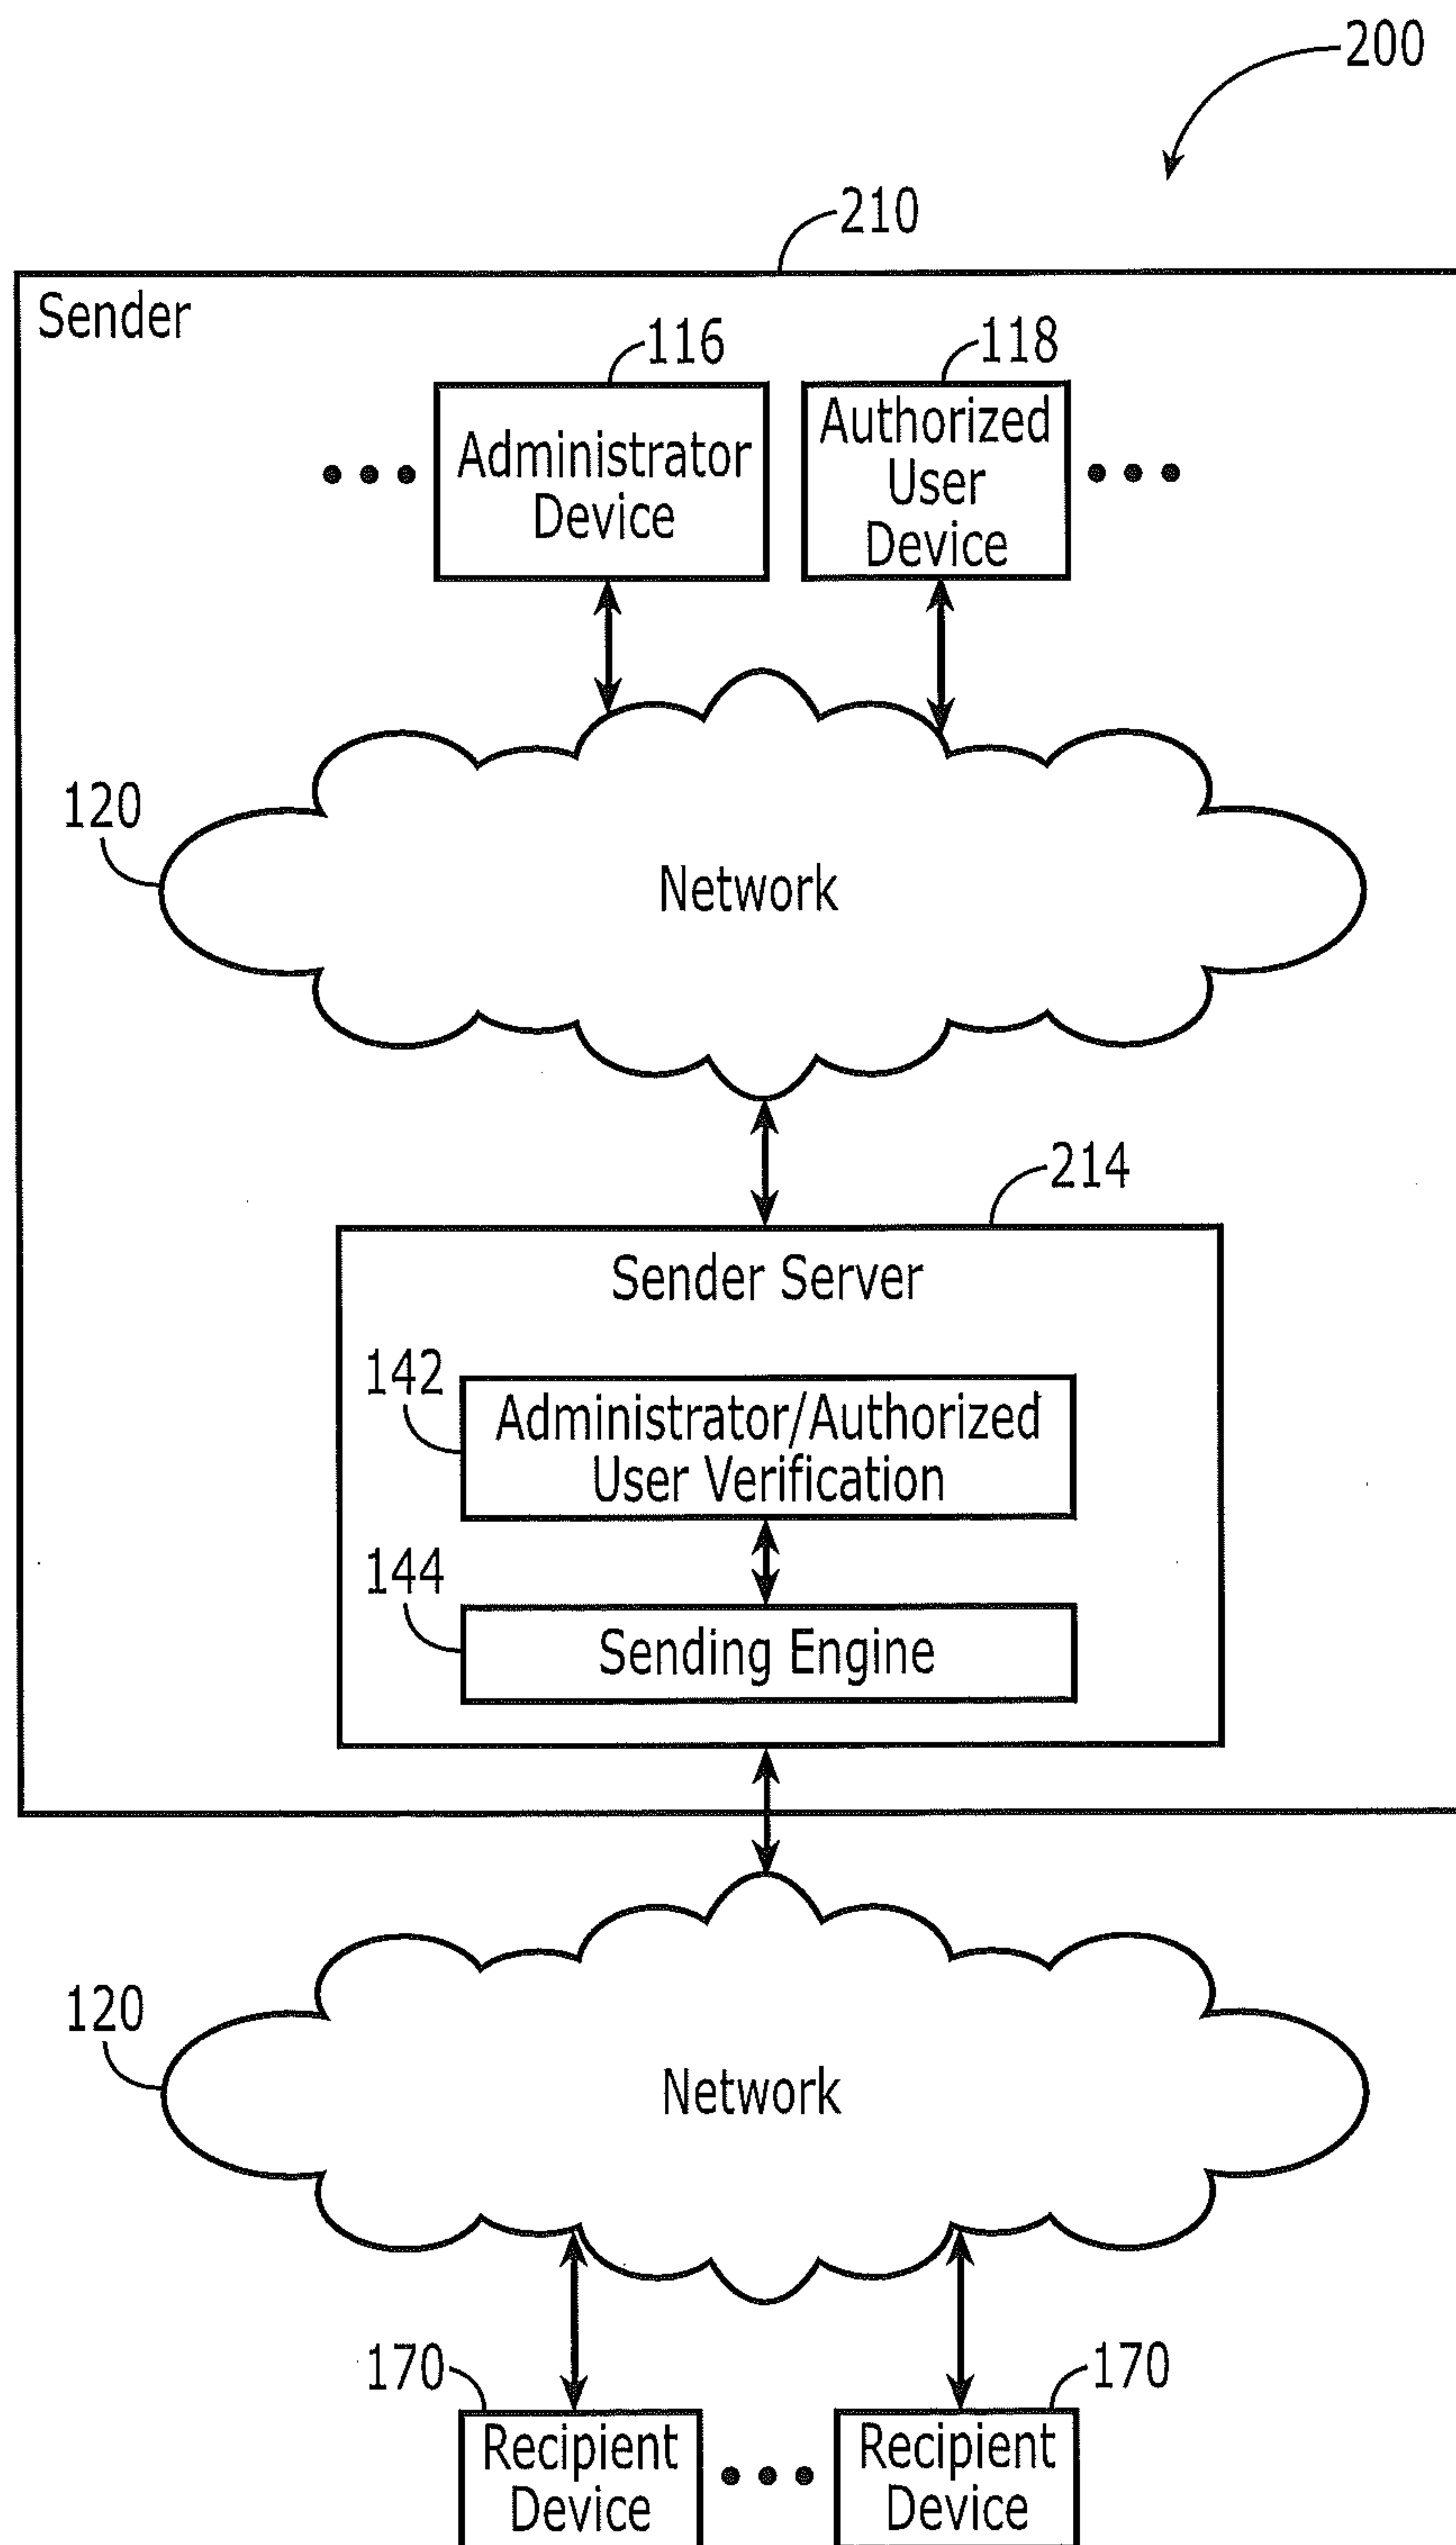 200
210
Sender
116
118
Administrator
Device
Authorized
User
Device
120
Network
214
Sender Server
142
Administrator/Authorized
User Verification
144
Sending Engine
120
Network
170
170
Recipient
Device
Recipient
Device